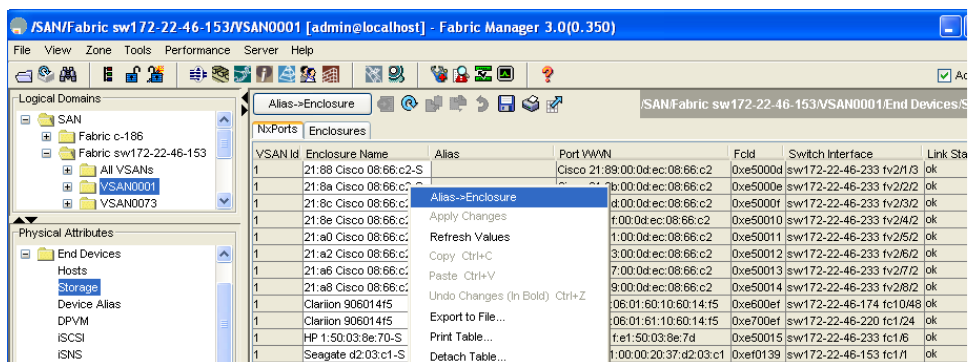 /SAN/Fabric sw172-22-46-153/VSAN0001 [admin@localhost] - Fabric Manager 3.0(0.350)
File View Zone Tools Performance Server Help
Logical Domains
SAN
Fabric c-186
Fabric sw172-22-46-153
All VSANs
VSAN0001
VSAN0073
Physical Attributes
End Devices
Hosts
Storage
Device Alias
DPVM
iSCSI
iSNS
Alias->Enclosure
/SAN/Fabric sw172-22-46-153/VSAN0001/End Devices/S
NxPorts Enclosures
VSAN Id Enclosure Name Alias Port WWN FcId Switch Interface Link Sta
1 21:88 Cisco 08:66:c2-S Cisco 21:89:00:0d:ec:08:66:c2 0xe5000d sw172-22-46-233 fv2/1/3 ok
1 21:8a Cisco 08:66:c2-S b:00:0d:ec:08:66:c2 0xe5000e sw172-22-46-233 fv2/2/2 ok
1 21:8c Cisco 08:66:c2 d:00:0d:ec:08:66:c2 0xe5000f sw172-22-46-233 fv2/3/2 ok
1 21:8e Cisco 08:66:c2 f:00:0d:ec:08:66:c2 0xe50010 sw172-22-46-233 fv2/4/2 ok
1 21:a0 Cisco 08:66:c2 1:00:0d:ec:08:66:c2 0xe50011 sw172-22-46-233 fv2/5/2 ok
1 21:a2 Cisco 08:66:c2 3:00:0d:ec:08:66:c2 0xe50012 sw172-22-46-233 fv2/6/2 ok
1 21:a6 Cisco 08:66:c2 7:00:0d:ec:08:66:c2 0xe50013 sw172-22-46-233 fv2/7/2 ok
1 21:a8 Cisco 08:66:c2 9:00:0d:ec:08:66:c2 0xe50014 sw172-22-46-233 fv2/8/2 ok
1 Clariion 906014f5 :06:01:60:10:60:14:f5 0xe600ef sw172-22-46-174 fc10/48 ok
1 Clariion 906014f5 :06:01:61:10:60:14:f5 0xe700ef sw172-22-46-220 fc1/24 ok
1 HP 1:50:03:8e:70-S f:e1:50:03:8e:7d 0xe50015 sw172-22-46-233 fc1/6 ok
1 Seagate d2:03:c1-S 1:00:00:20:37:d2:03:c1 0xef0139 sw172-22-46-153 fc1/1 ok
Alias->Enclosure
Apply Changes
Refresh Values
Copy Ctrl+C
Paste Ctrl+V
Undo Changes (In Bold) Ctrl+Z
Export to File...
Print Table...
Detach Table...